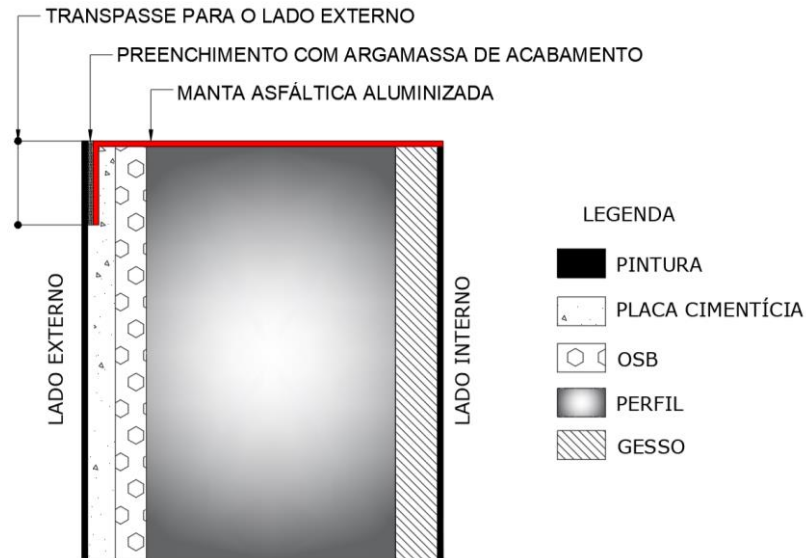 TRANSPASSE PARA O LADO EXTERNO
PREENCHIMENTO COM ARGAMASSA DE ACABAMENTO
MANTA ASFÁLTICA ALUMINIZADA
LADO EXTERNO
LADO INTERNO
LEGENDA
PINTURA
PLACA CIMENTÍCIA
OSB
PERFIL
GESSO